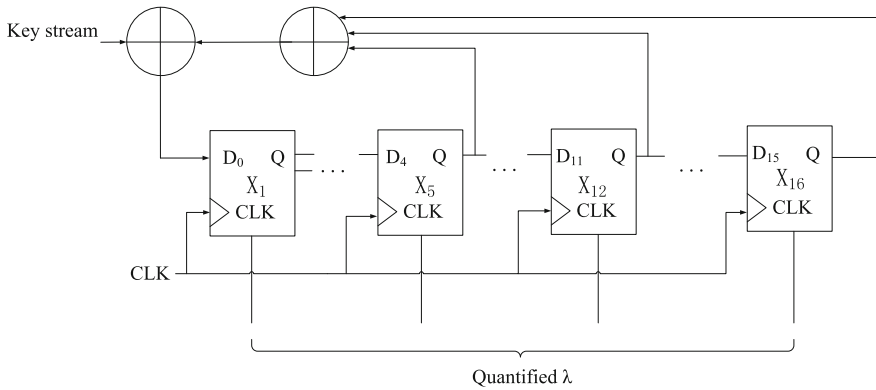 Key stream
D₀ Q
X₁
CLK
...
D₄ Q
X₅
CLK
...
D₁₁ Q
X₁₂
CLK
...
D₁₅ Q
X₁₆
CLK
CLK
Quantified λ